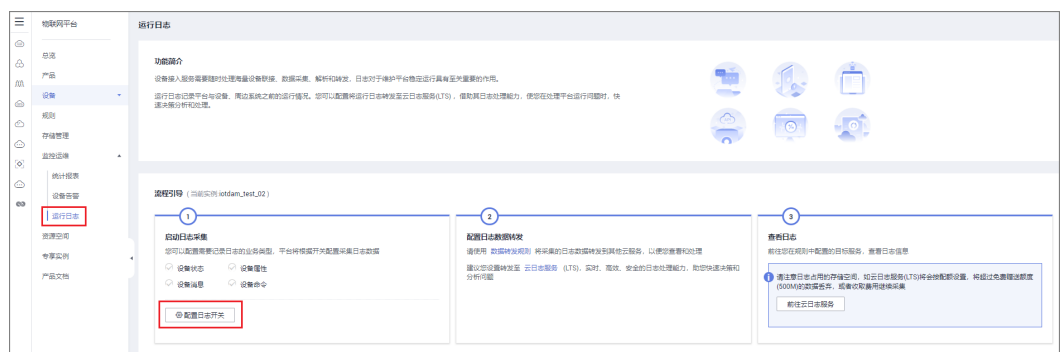 物联网平台
运行日志
总览
产品
设备
规则
存储管理
监控运维
统计报表
设备告警
运行日志
资源空间
专享实例
产品文档
功能简介
设备接入服务需要随时处理海量设备联接、数据采集、解析和转发，日志对于维护平台稳定运行具有至关重要的作用。
运行日志记录平台与设备、周边系统之前的运行情况。您可以配置将运行日志转发至云日志服务(LTS)，借助其日志处理能力，使您在处理平台运行问题时，快
速决策分析和处理。
流程引导 ( 当前实例 iotdam_test_02 )
1
启动日志采集
您可以配置需要记录日志的业务类型，平台将根据开关配置采集日志数据
设备状态 设备属性
设备消息 设备命令
配置日志开关
2
配置日志数据转发
请使用 数据转发规则 将采集的日志数据转发到其他云服务，以便您查看和处理
建议您设置转发至 云日志服务 (LTS)，实时、高效、安全的日志处理能力，助您快速决策和
分析问题
3
查看日志
前往您在规则中配置的目标服务，查看日志信息
请注意日志占用的存储空间，如云日志服务(LTS)将会按配额设置，将超过免费赠送额度
(500M)的数据丢弃，或者收取费用继续采集
前往云日志服务